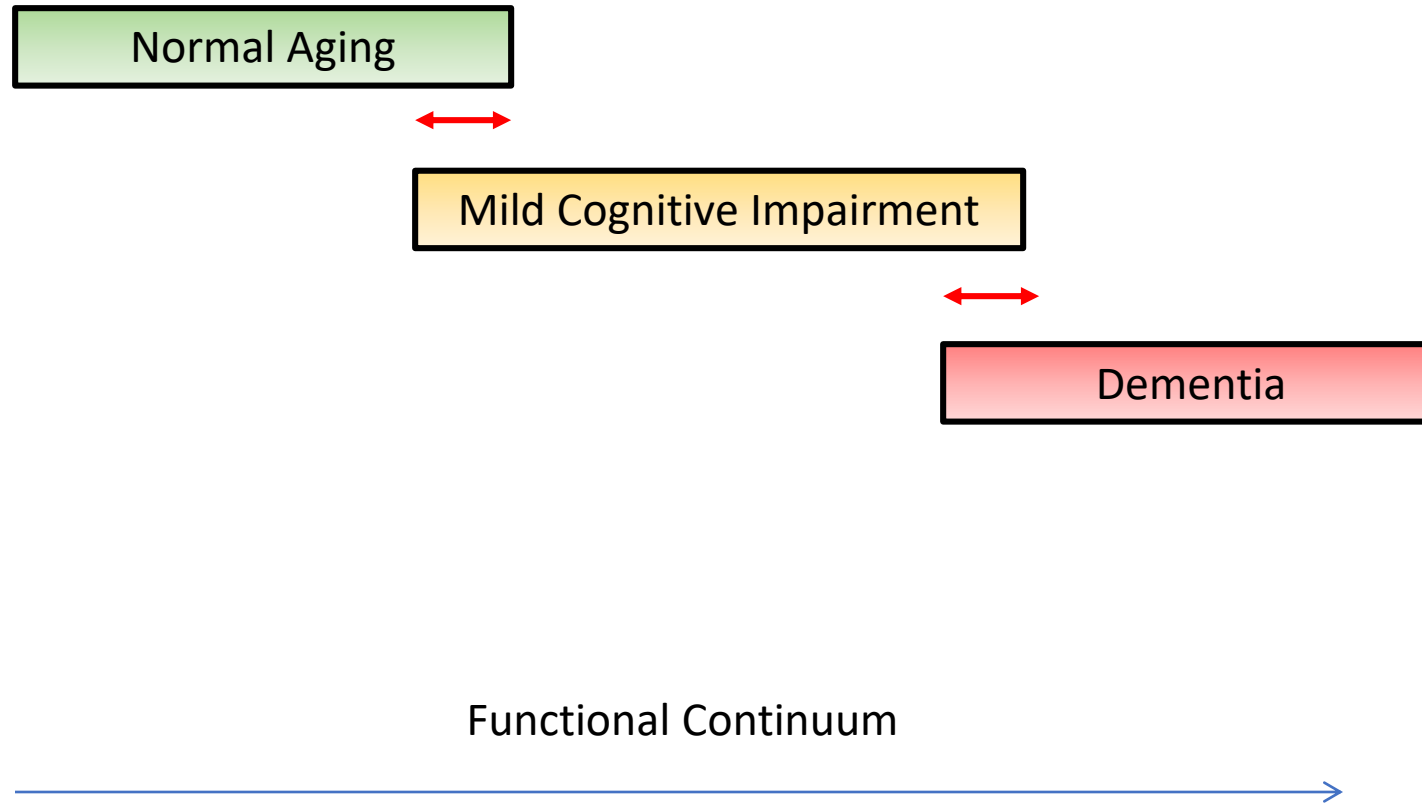 Normal Aging
Mild Cognitive Impairment
Dementia
Functional Continuum